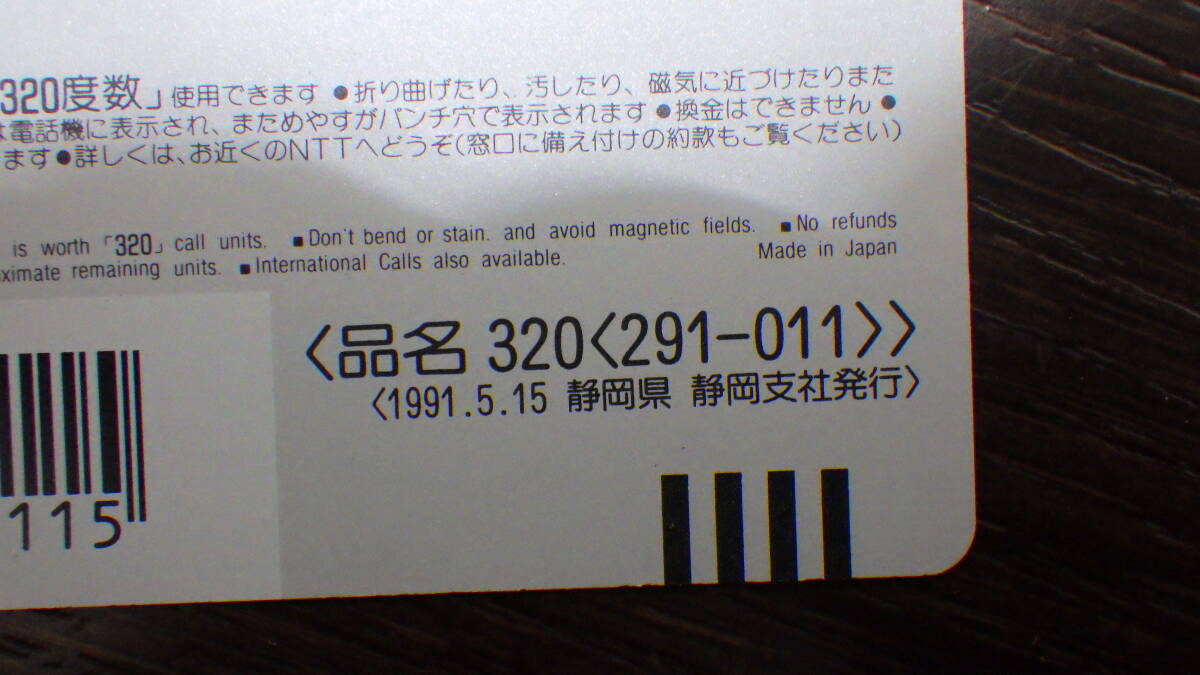 320度数」使用できます ●折り曲げたり、汚したり、磁気に近づけたりまた
は電話機に表示され、まためやすがパンチ穴で表示されます ●換金はできません ●
ます ●詳しくは、お近くのNTTへどうぞ(窓口に備え付けの約款もご覧ください)
is worth「320」call units. ■Don't bend or stain. and avoid magnetic fields. ■No refunds
ximate remaining units. ■International Calls also available. Made in Japan
〈品名 320〈291-011〉〉
〈1991.5.15 静岡県 静岡支社発行〉
115